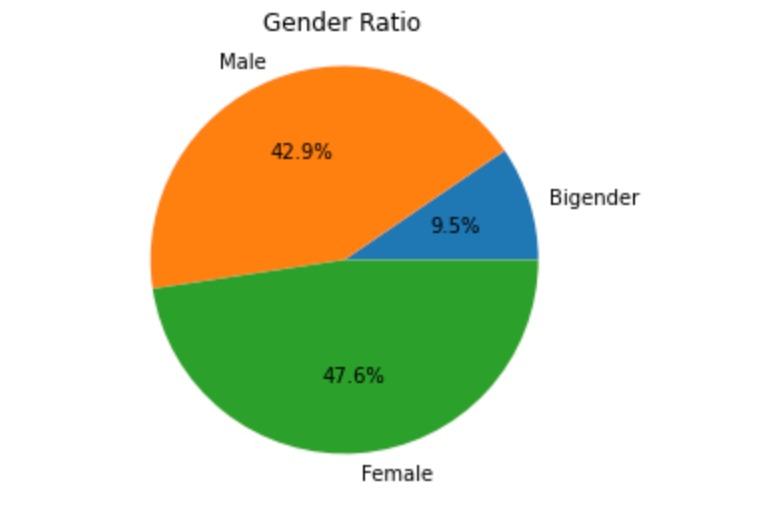 Gender Ratio
Male
42.9%
Bigender
9.5%
47.6%
Female